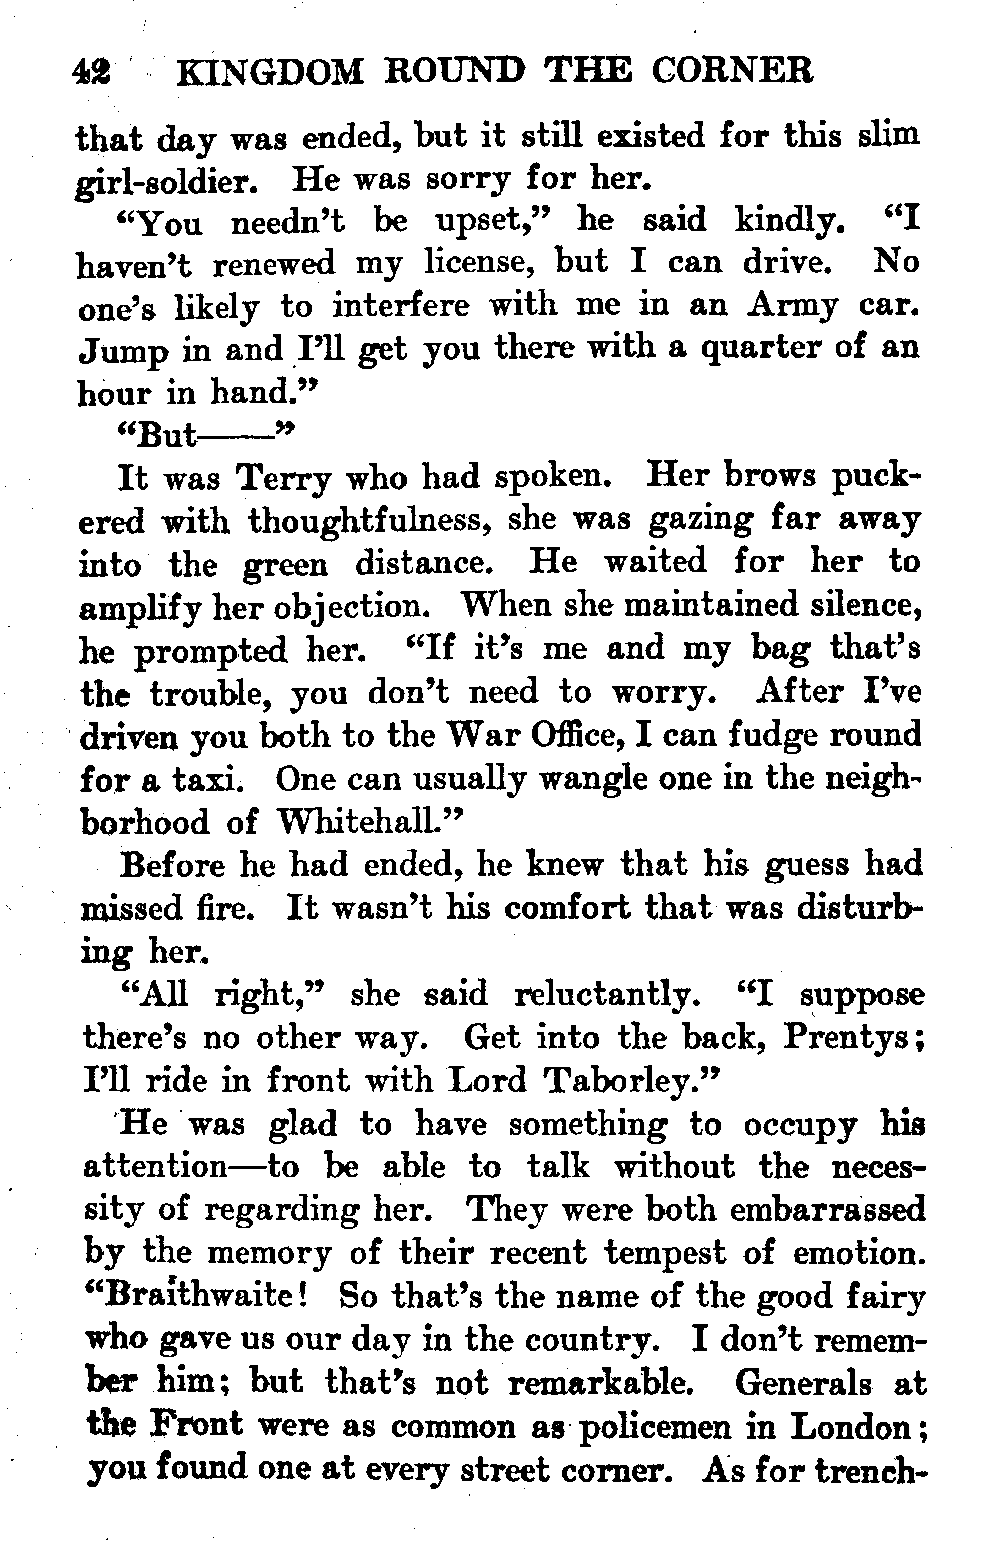 42 KINGDOM ROUND THE CORNER
that day was ended, but it still existed for this slim
girl-soldier. He was sorry for her.
“You needn’t be upset,” he said kindly. “I
haven’t renewed my license, but I can drive. No
one’s likely to interfere with me in an Army car.
Jump in and I’ll get you there with a quarter of an
hour in hand.”
“But——”
It was Terry who had spoken. Her brows puck-
ered with thoughtfulness, she was gazing far away
into the green distance. He waited for her to
amplify her objection. When she maintained silence,
he prompted her. “If it’s me and my bag that’s
the trouble, you don’t need to worry. After I’ve
driven you both to the War Office, I can fudge round
for a taxi. One can usually wangle one in the neigh-
borhood of Whitehall.”
Before he had ended, he knew that his guess had
missed fire. It wasn’t his comfort that was disturb-
ing her.
“All right,” she said reluctantly. “I suppose
there’s no other way. Get into the back, Prentys;
I’ll ride in front with Lord Taborley.”
He was glad to have something to occupy his
attention—to be able to talk without the neces-
sity of regarding her. They were both embarrassed
by the memory of their recent tempest of emotion.
“Braithwaite! So that’s the name of the good fairy
who gave us our day in the country. I don’t remem-
ber him; but that’s not remarkable. Generals at
the Front were as common as policemen in London;
you found one at every street corner. As for trench-